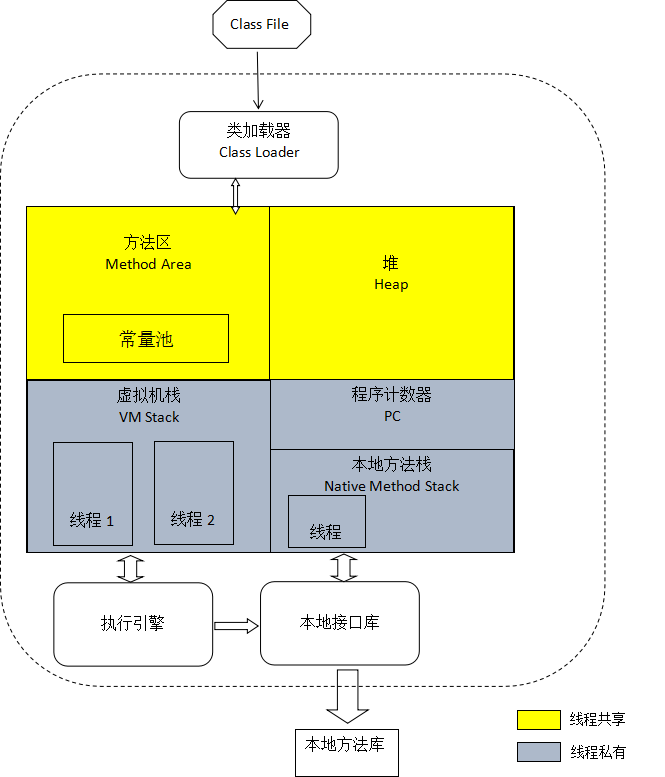 Class File
类加载器
Class Loader
方法区
Method Area
常量池
堆
Heap
虚拟机栈
VM Stack
线程 1
线程 2
程序计数器
PC
本地方法栈
Native Method Stack
线程
执行引擎
本地接口库
本地方法库
线程共享
线程私有